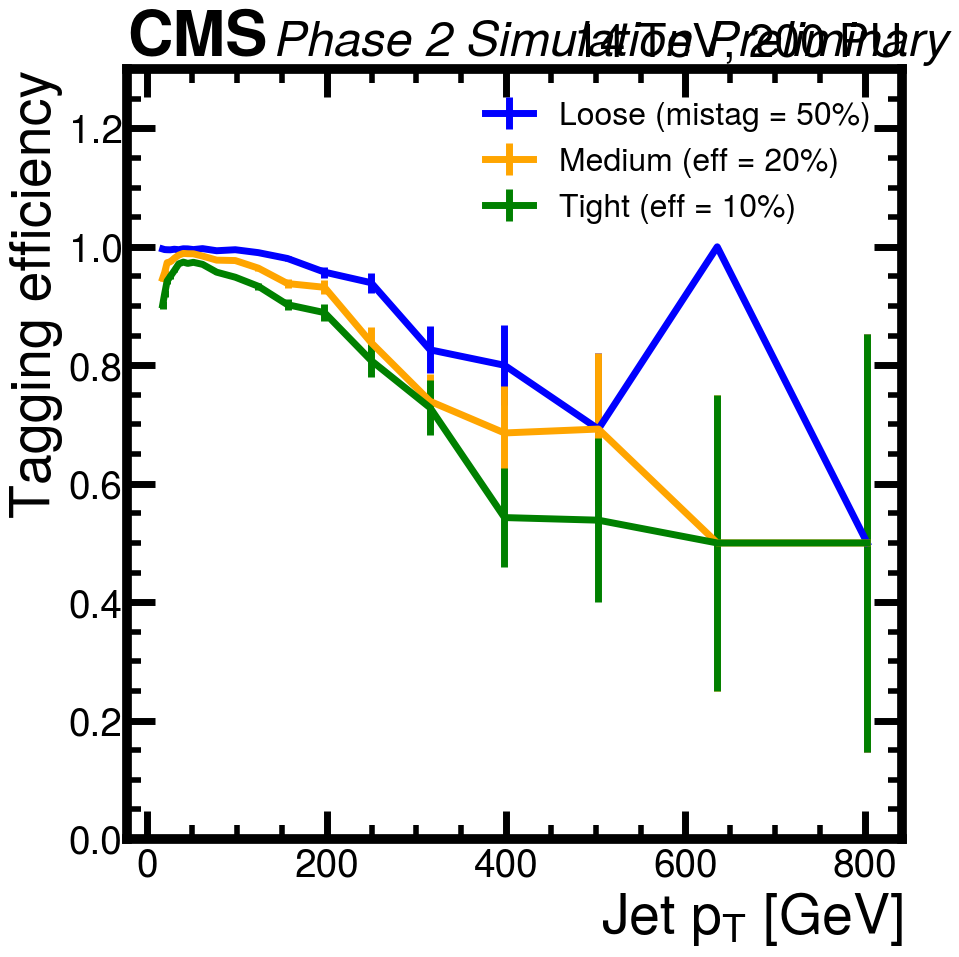 CMS Phase 2 Simulation Preliminary
14 TeV, 200 PU
Tagging efficiency
1.2
1.0
0.8
0.6
0.4
0.2
0.0
Loose (mistag = 50%)
Medium (eff = 20%)
Tight (eff = 10%)
0 200 400 600 800
Jet pT [GeV]